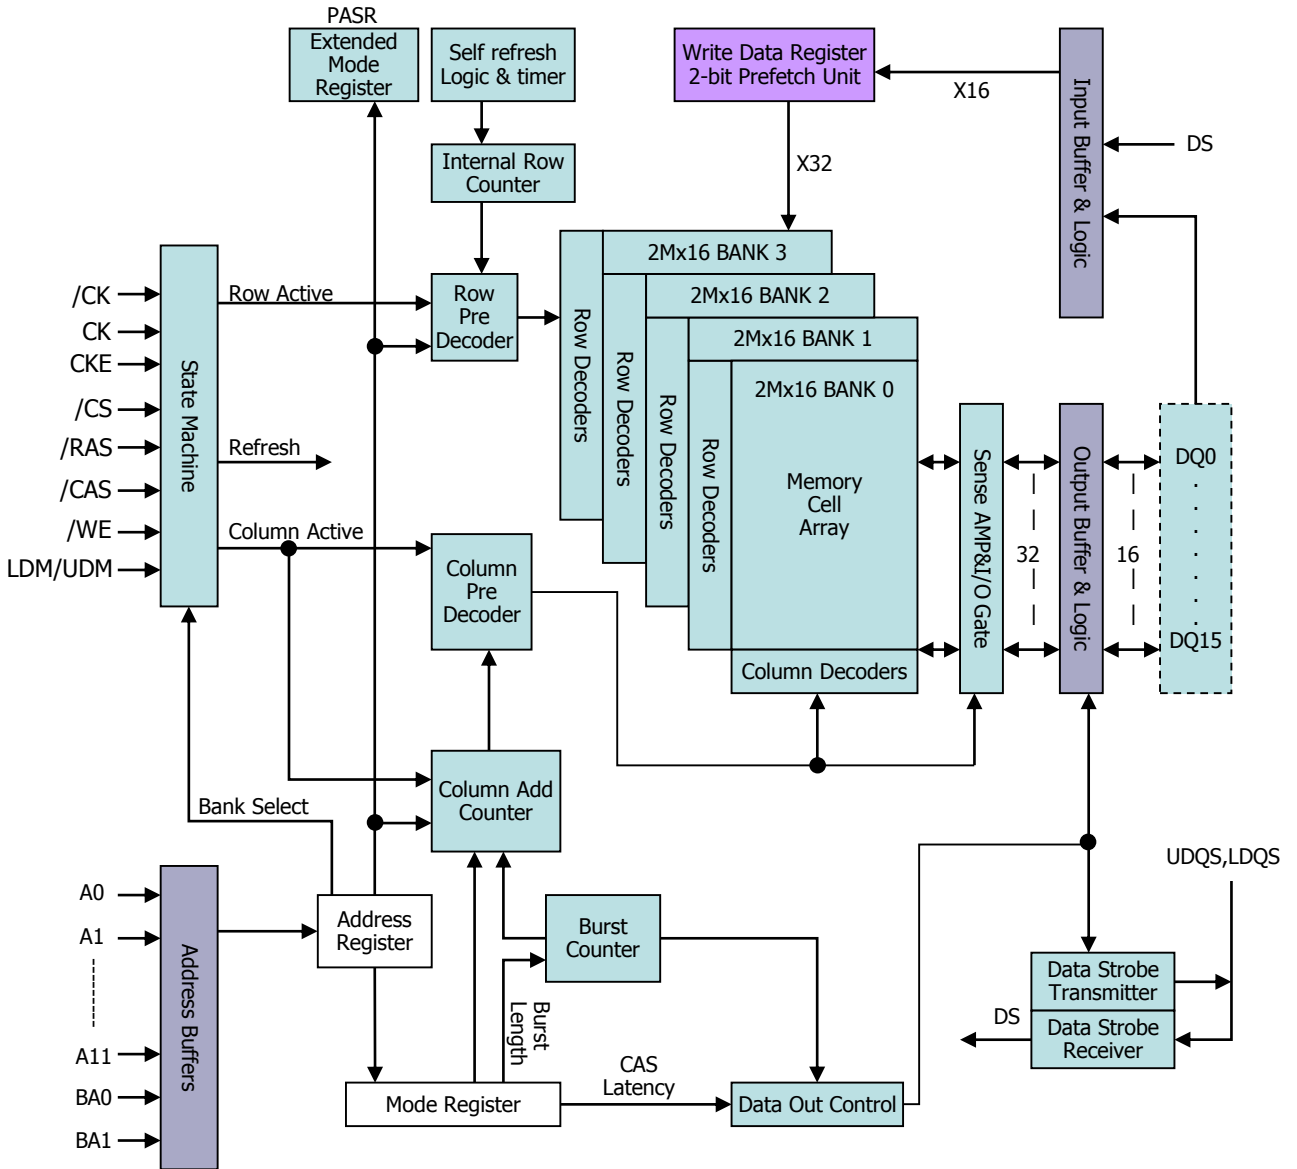 PASR
Extended
Mode
Register
Self refresh
Logic & timer
Write Data Register
2-bit Prefetch Unit
X16
Input Buffer & Logic
DS
Internal Row
Counter
X32
2Mx16 BANK 3
2Mx16 BANK 2
2Mx16 BANK 1
2Mx16 BANK 0
/CK
CK
CKE
/CS
/RAS
/CAS
/WE
LDM/UDM
State Machine
Row Active
Refresh
Column Active
Row
Pre
Decoder
Row Decoders
Row Decoders
Row Decoders
Row Decoders
Memory
Cell
Array
Column Decoders
Sense AMP&I/O Gate
32
Output Buffer & Logic
16
DQ0
.
.
.
.
.
.
.
DQ15
Column
Pre
Decoder
Column Add
Counter
Bank Select
A0
A1
A11
BA0
BA1
Address Buffers
Address
Register
Burst
Counter
Burst
Length
Mode Register
CAS
Latency
Data Out Control
UDQS,LDQS
Data Strobe
Transmitter
DS
Data Strobe
Receiver